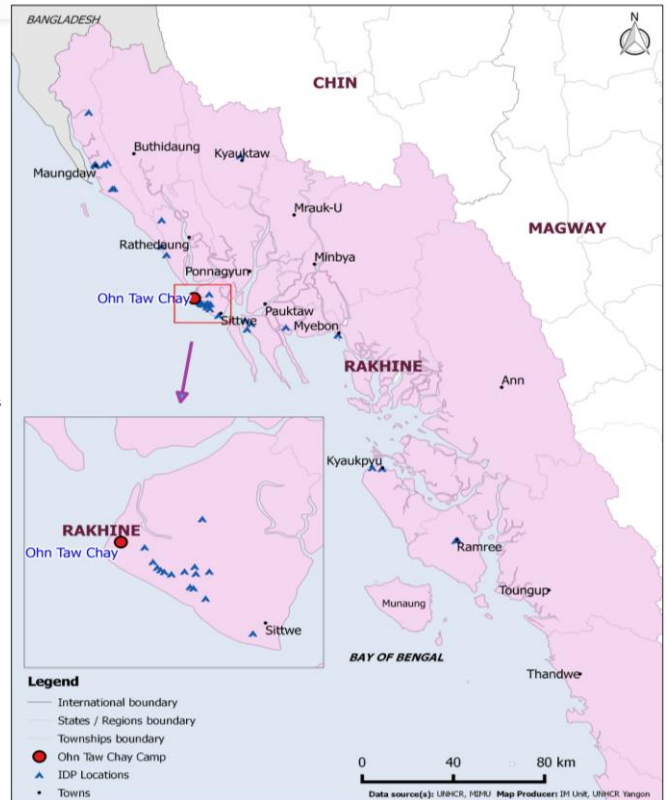 BANGLADESH
N
CHIN
Buthidaung
Kyauktaw
Maungdaw
Mrauk-U
MAGWAY
Rathedaung
Minbya
Ponnagyun
Ohn Taw Chay
Pauktaw
Sittwe
Myebon
RAKHINE
Ann
s
Kyaukpyu
RAKHINE
Ohn Taw Chay
Ramree
Toungup
Munaung
Sittwe
BAY OF BENGAL
Thandwe
Legend
International boundary
States / Regions boundary
Townships boundary
Ohn Taw Chay Camp
IDP Locations
Towns
0 40 80 km
Data source(s): UNHCR, MIMU Map Producer: IM Unit, UNHCR Yangon